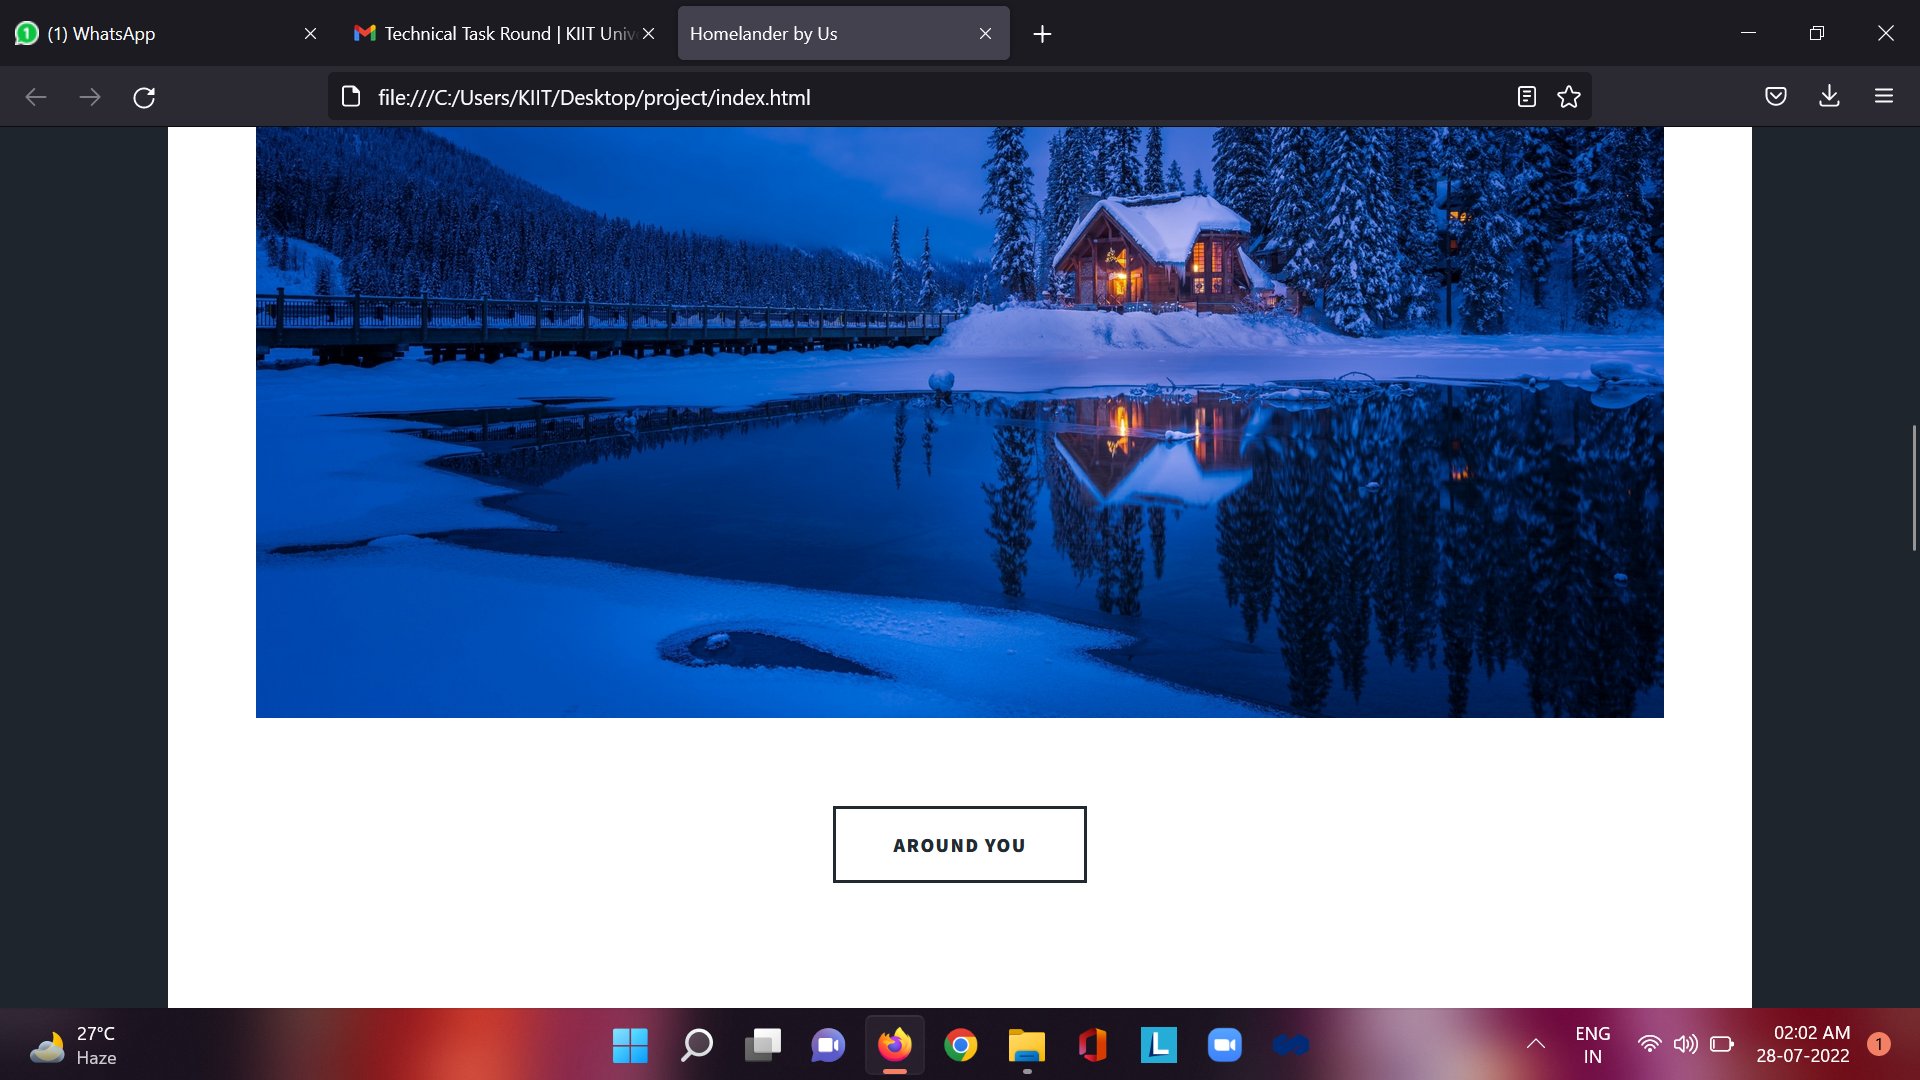 (1) WhatsApp
Technical Task Round | KIIT Univ
Homelander by Us
file:///C:/Users/KIIT/Desktop/project/index.html
AROUND YOU
27°C
Haze
L
ENG
IN
02:02 AM
28-07-2022
1